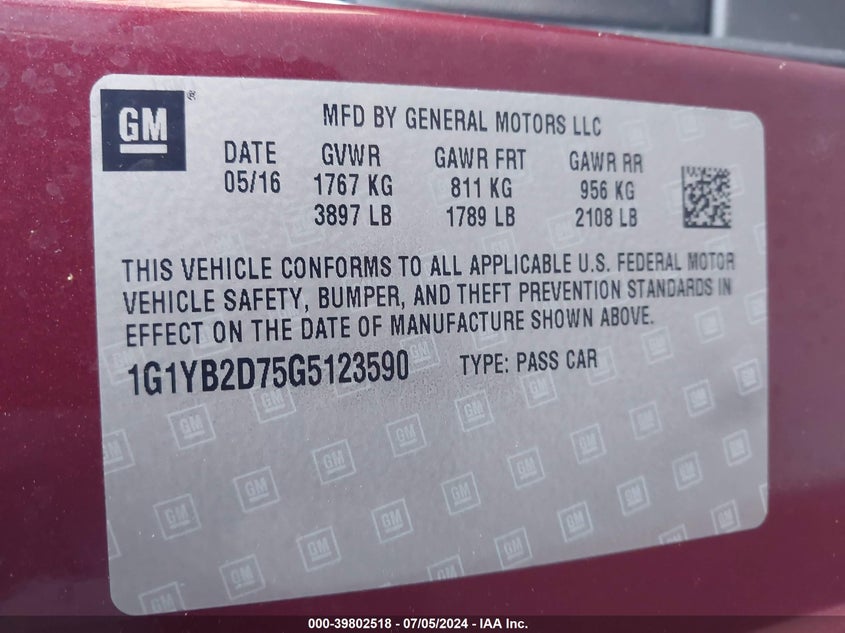 GM®
MFD BY GENERAL MOTORS LLC
DATE GVWR GAWR FRT GAWR RR
05/16 1767 KG 811 KG 956 KG
3897 LB 1789 LB 2108 LB
THIS VEHICLE CONFORMS TO ALL APPLICABLE U.S. FEDERAL MOTOR
VEHICLE SAFETY, BUMPER, AND THEFT PREVENTION STANDARDS IN
EFFECT ON THE DATE OF MANUFACTURE SHOWN ABOVE.
1G1YB2D75G5123590 TYPE: PASS CAR
000-39802518 - 07/05/2024 - IAA Inc.